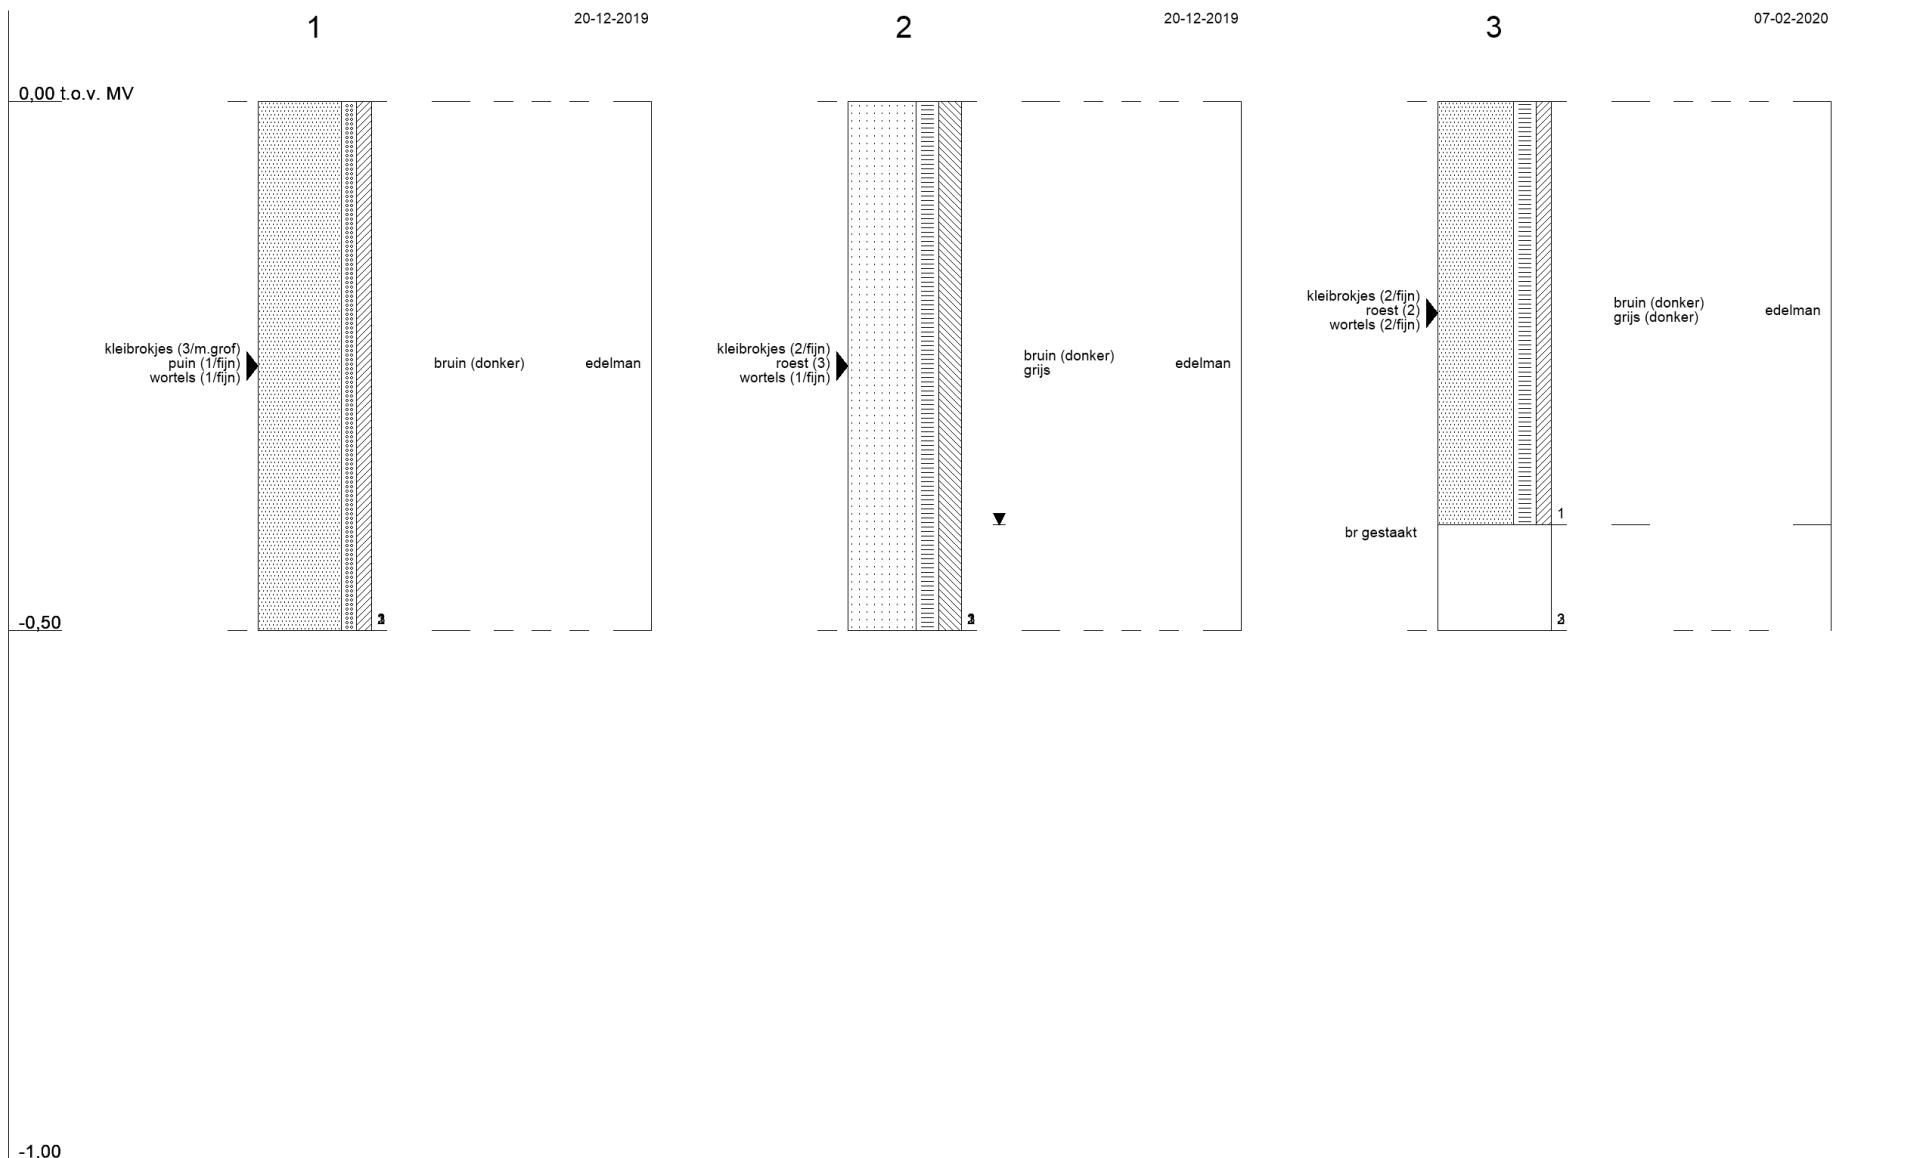 1
20-12-2019
2
20-12-2019
3
07-02-2020
0,00 t.o.v. MV
kleibrokjes (3/m.grof)
puin (1/fijn)
wortels (1/fijn)
bruin (donker)
edelman
kleibrokjes (2/fijn)
roest (3)
wortels (1/fijn)
bruin (donker)
grijs
edelman
kleibrokjes (2/fijn)
roest (2)
wortels (2/fijn)
bruin (donker)
grijs (donker)
edelman
1
br gestaakt
-0,50
-1,00